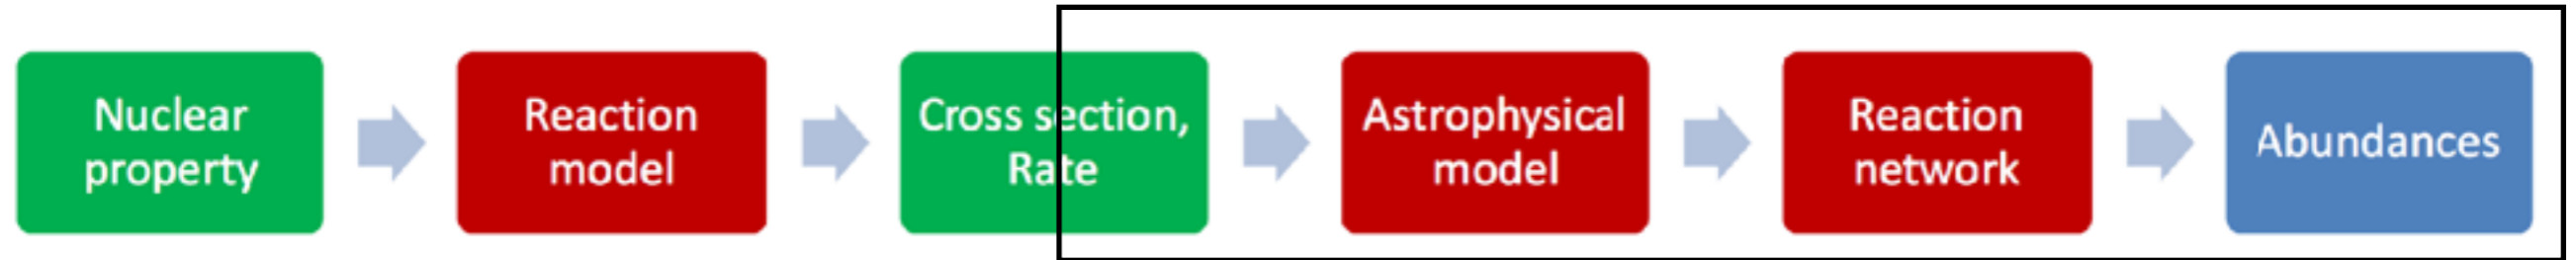 Nuclear
property
Reaction
model
Cross section,
Rate
Astrophysical
model
Reaction
network
Abundances